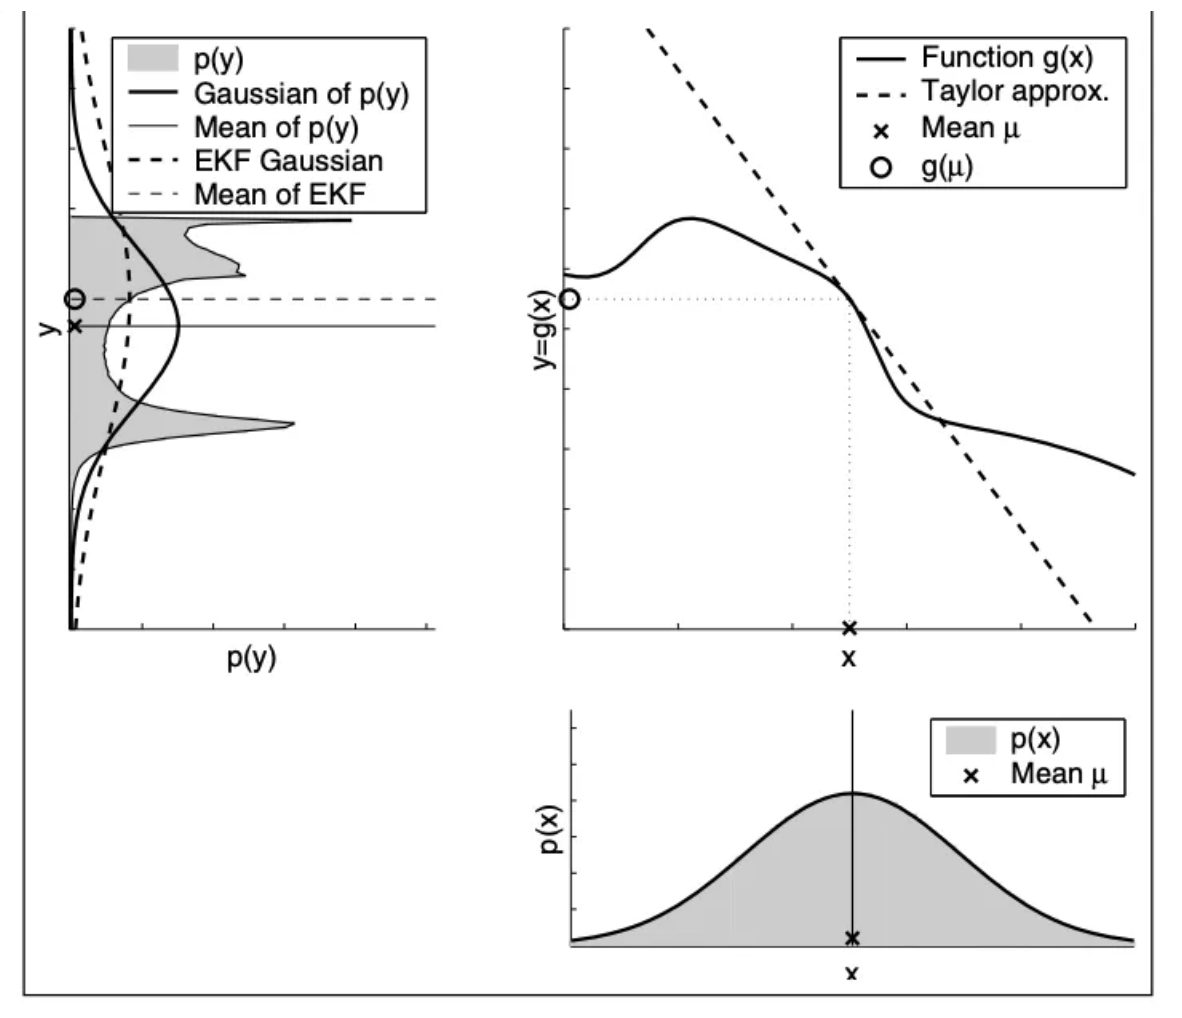 p(y)
Gaussian of p(y)
Mean of p(y)
EKF Gaussian
Mean of EKF
y
p(y)
Function g(x)
Taylor approx.
Mean μ
g(μ)
y=g(x)
x
p(x)
Mean μ
p(x)
x